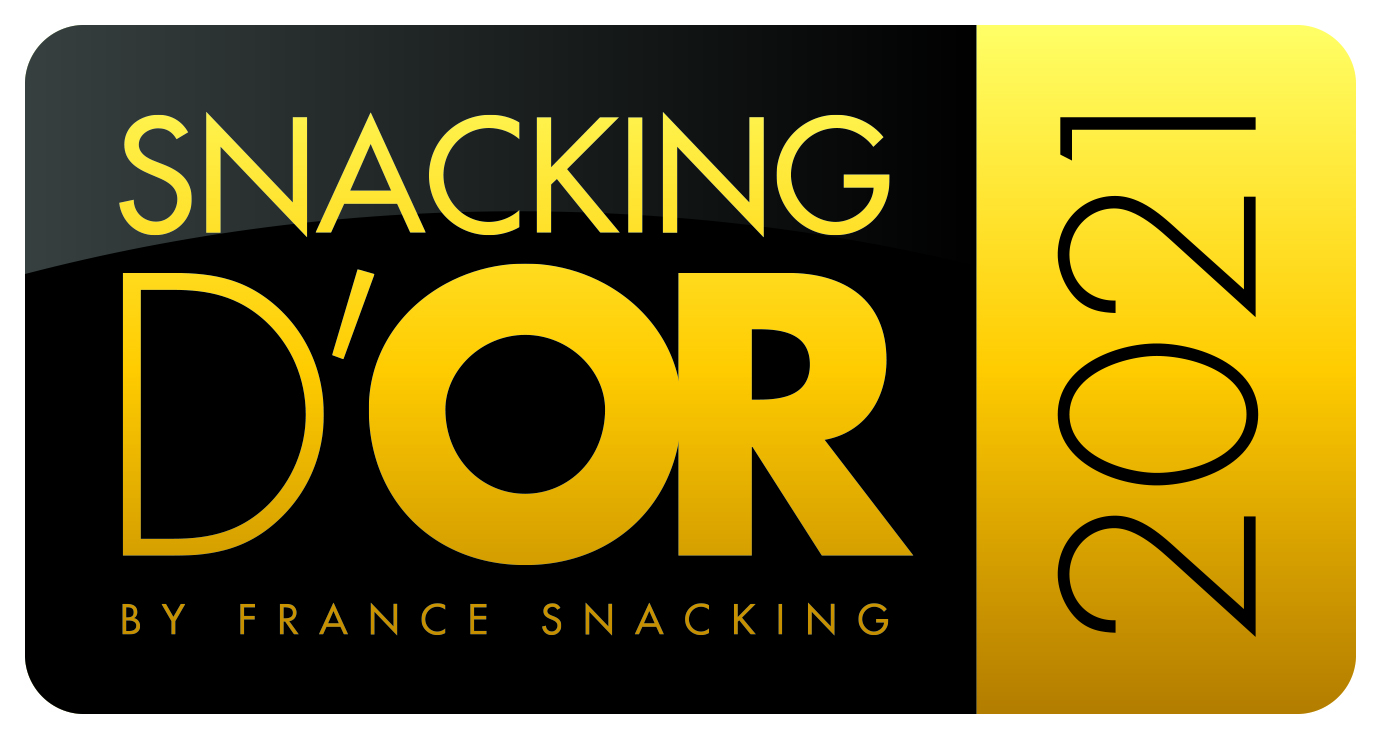 SNACKING
D'OR
BY FRANCE SNACKING
2021